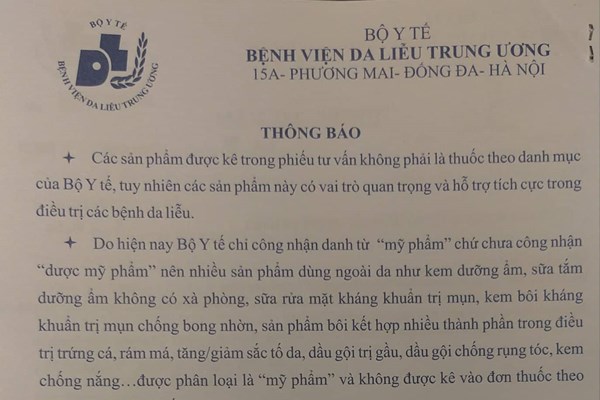 BỘ Y TẾ
BỆNH VIỆN DA LIỄU TRUNG ƯƠNG
BỘ Y TẾ
BỆNH VIỆN DA LIỄU TRUNG ƯƠNG
15A- PHƯƠNG MAI- ĐỐNG ĐA- HÀ NỘI
THÔNG BÁO
Các sản phẩm được kê trong phiếu tư vấn không phải là thuốc theo danh mục
của Bộ Y tế, tuy nhiên các sản phẩm này có vai trò quan trọng và hỗ trợ tích cực trong
điều trị các bệnh da liễu.
Do hiện nay Bộ Y tế chỉ công nhận danh từ “mỹ phẩm” chứ chưa công nhận
“dược mỹ phẩm” nên nhiều sản phẩm dùng ngoài da như kem dưỡng ẩm, sữa tắm
dưỡng ẩm không có xà phòng, sữa rửa mặt kháng khuẩn trị mụn, kem bôi kháng
khuẩn trị mụn chống bong nhờn, sản phẩm bôi kết hợp nhiều thành phần trong điều
trị trứng cá, rám má, tăng/giảm sắc tố da, dầu gội trị gầu, dầu gội chống rụng tóc, kem
chống nắng…được phân loại là “mỹ phẩm” và không được kê vào đơn thuốc theo